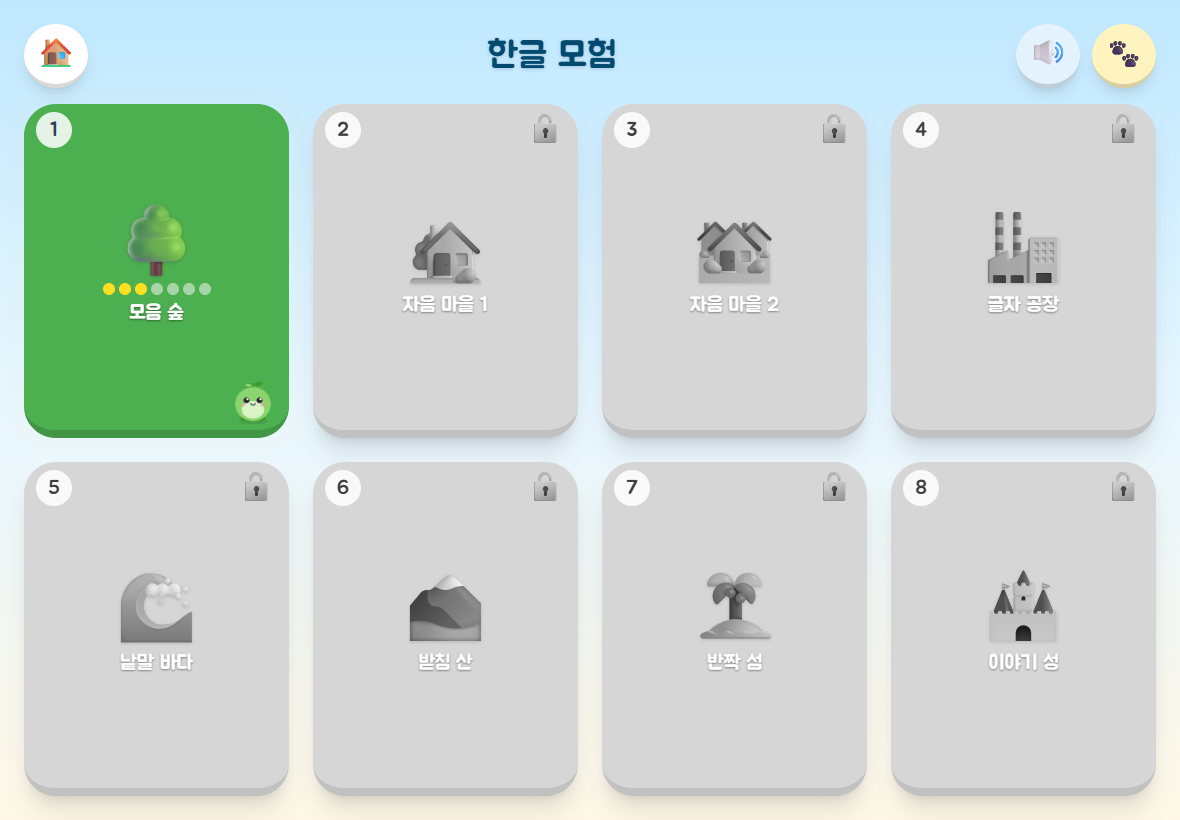 한글 모험
1
모음 숲
2
자음 마을 1
3
자음 마을 2
4
글자 공장
5
낱말 바다
6
받침 산
7
반짝 섬
8
이야기 성